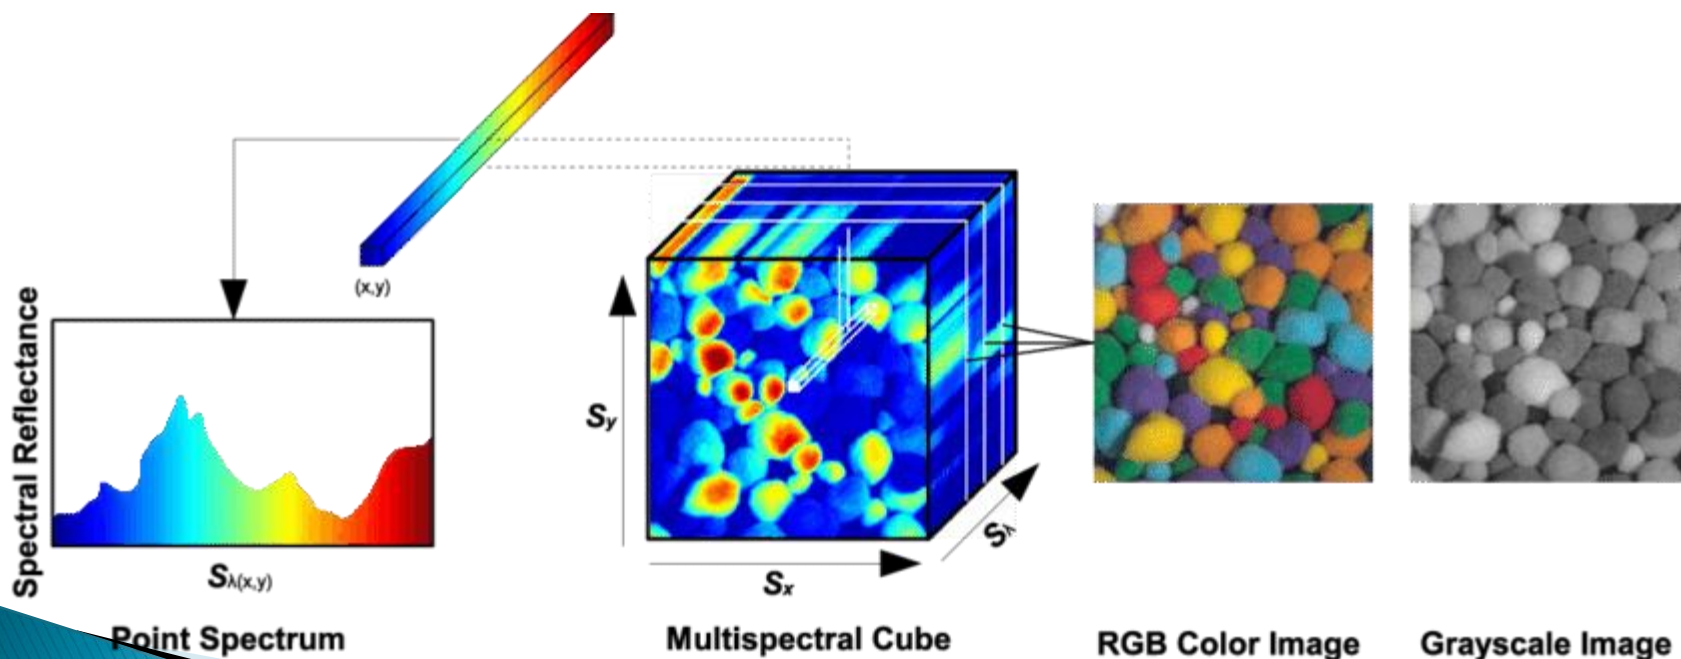 (x,y)
Spectral Reflectance
Sλ(x,y)
Point Spectrum
Sy
Sx
Sλ
Multispectral Cube
RGB Color Image
Grayscale Image